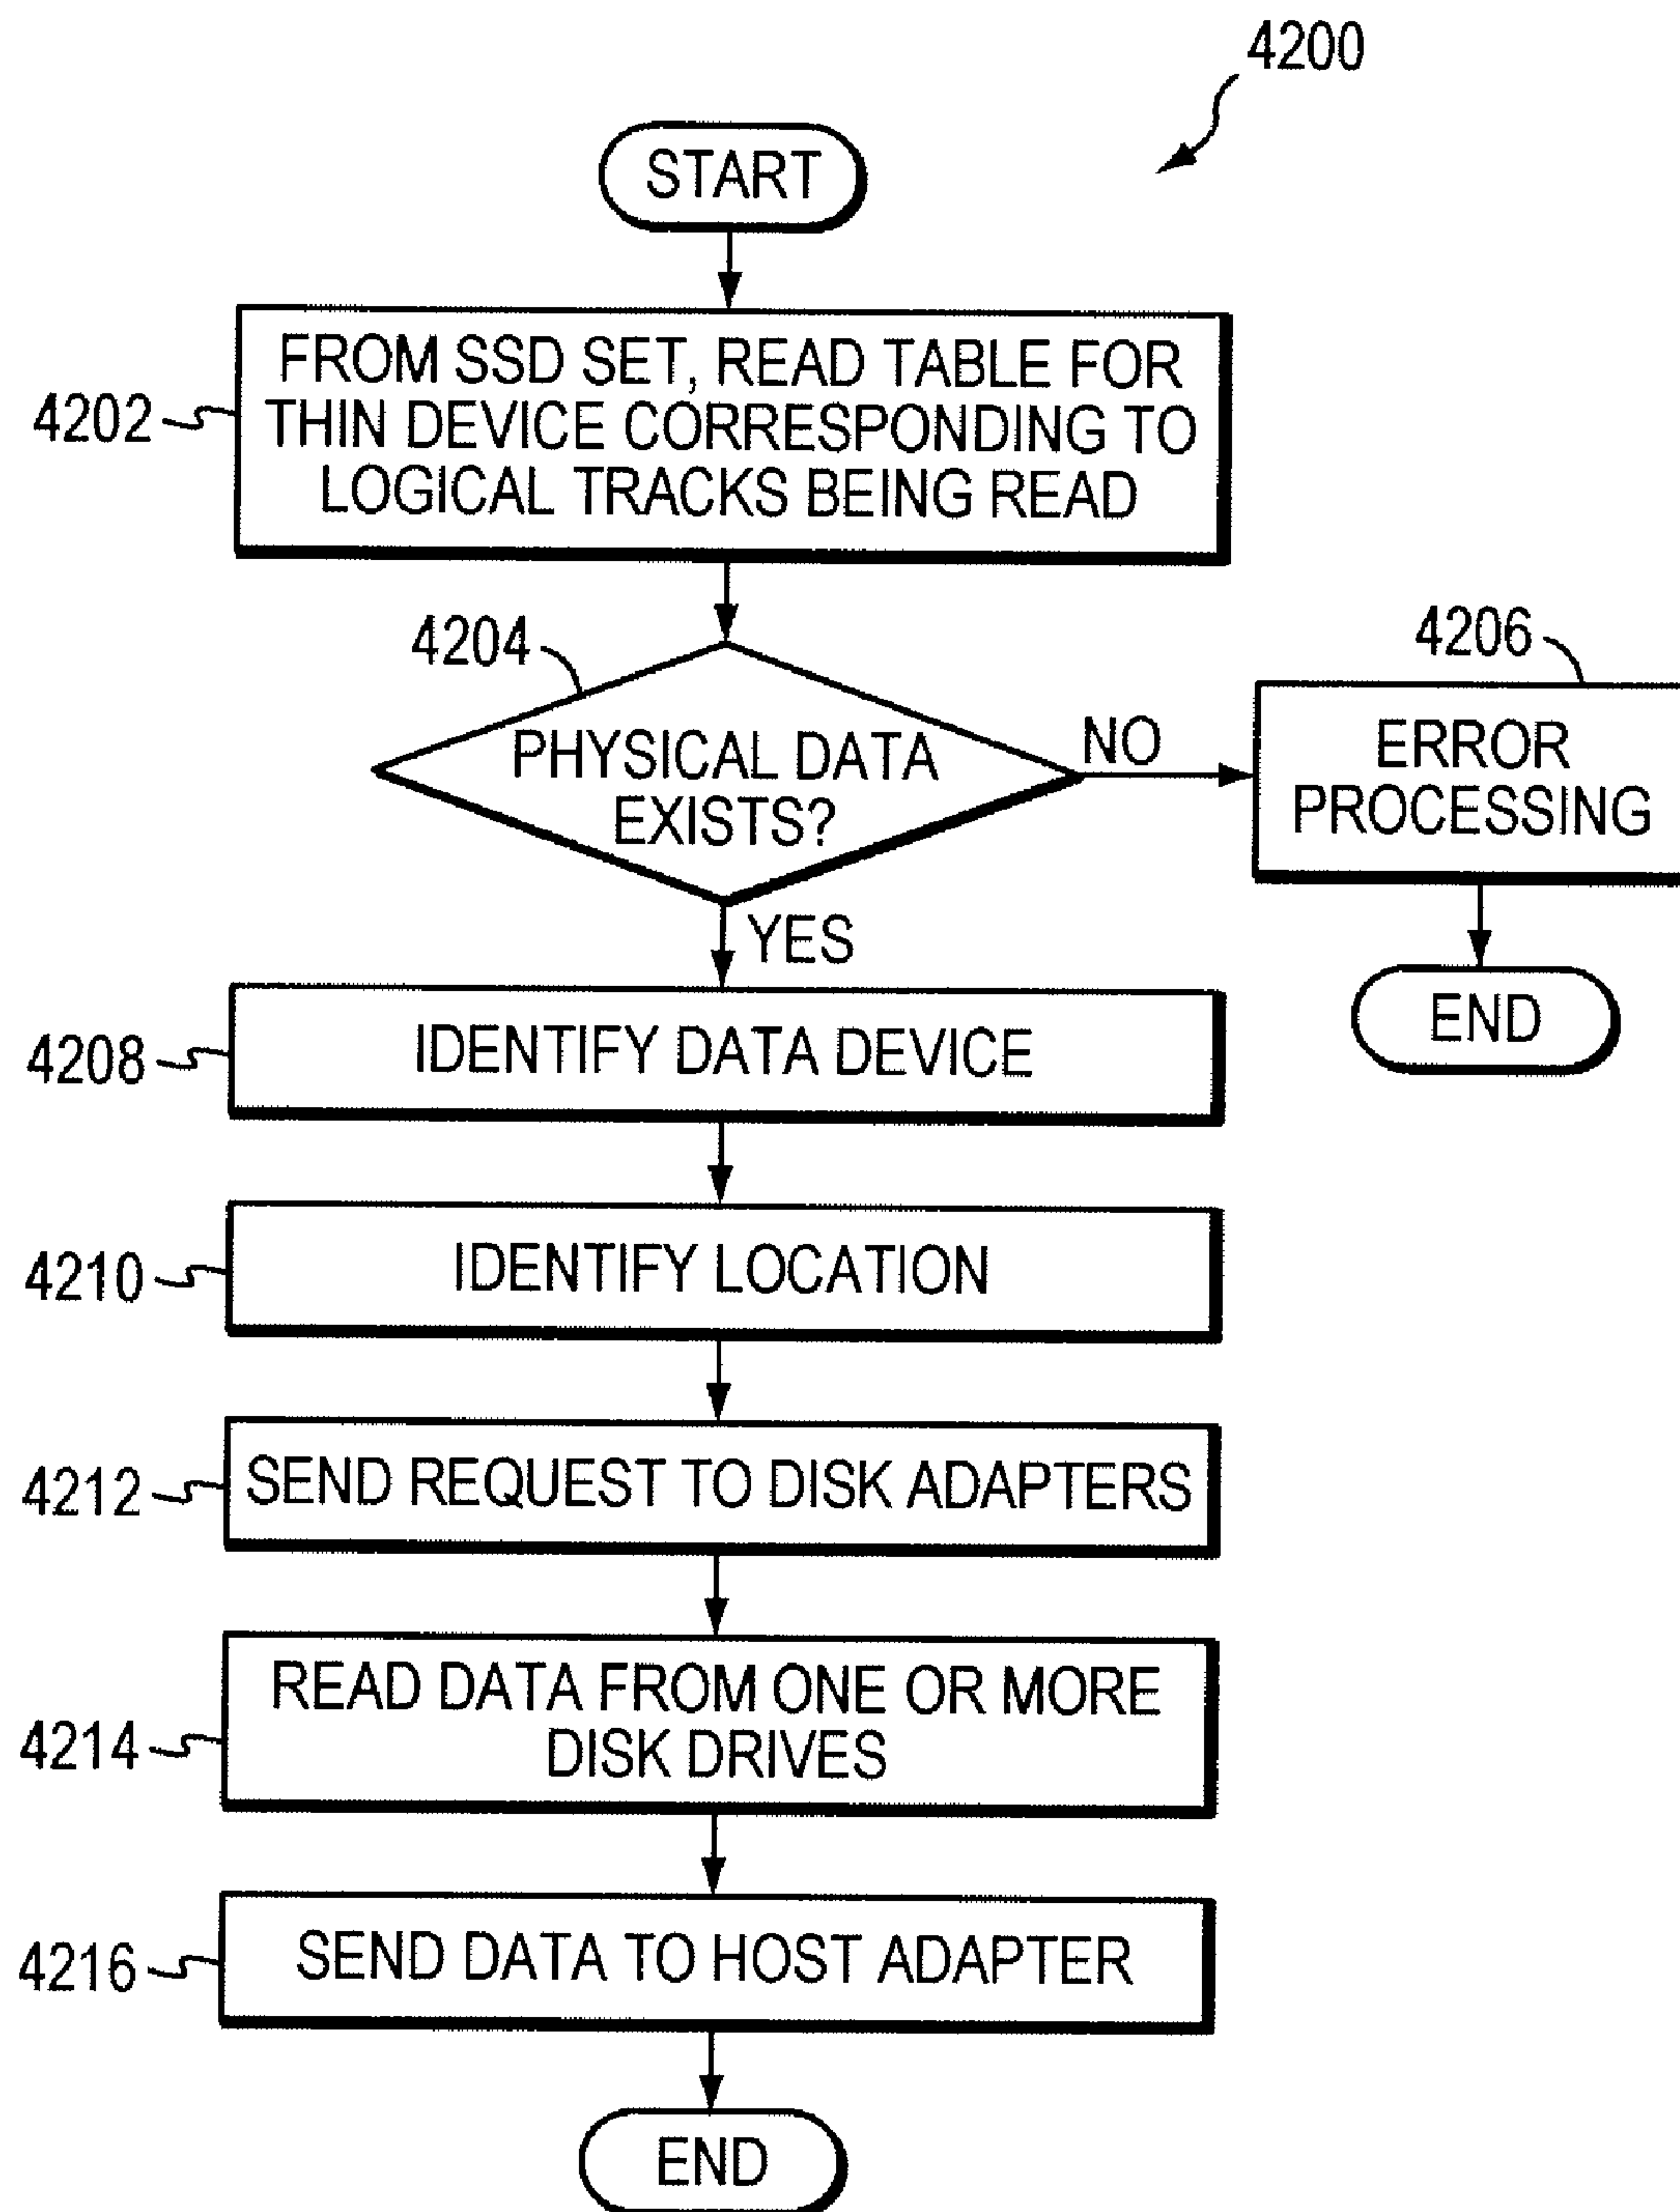 4200
START
4202
FROM SSD SET, READ TABLE FOR
THIN DEVICE CORRESPONDING TO
LOGICAL TRACKS BEING READ
4204
PHYSICAL DATA
EXISTS?
NO
4206
ERROR
PROCESSING
END
YES
4208
IDENTIFY DATA DEVICE
4210
IDENTIFY LOCATION
4212
SEND REQUEST TO DISK ADAPTERS
4214
READ DATA FROM ONE OR MORE
DISK DRIVES
4216
SEND DATA TO HOST ADAPTER
END